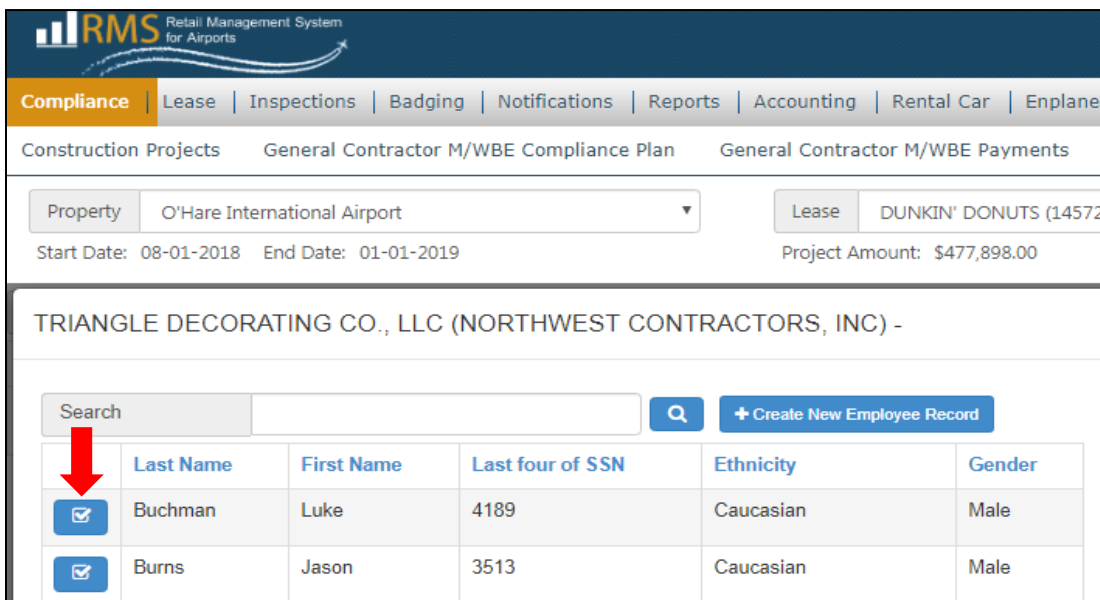 RMS Retail Management System
for Airports
Compliance | Lease | Inspections | Badging | Notifications | Reports | Accounting | Rental Car | Enplane
Construction Projects General Contractor M/WBE Compliance Plan General Contractor M/WBE Payments
Property O'Hare International Airport Lease DUNKIN' DONUTS (14572
Start Date: 08-01-2018 End Date: 01-01-2019 Project Amount: $477,898.00
TRIANGLE DECORATING CO., LLC (NORTHWEST CONTRACTORS, INC) -
Search + Create New Employee Record
Last Name First Name Last four of SSN Ethnicity Gender
Buchman Luke 4189 Caucasian Male
Burns Jason 3513 Caucasian Male